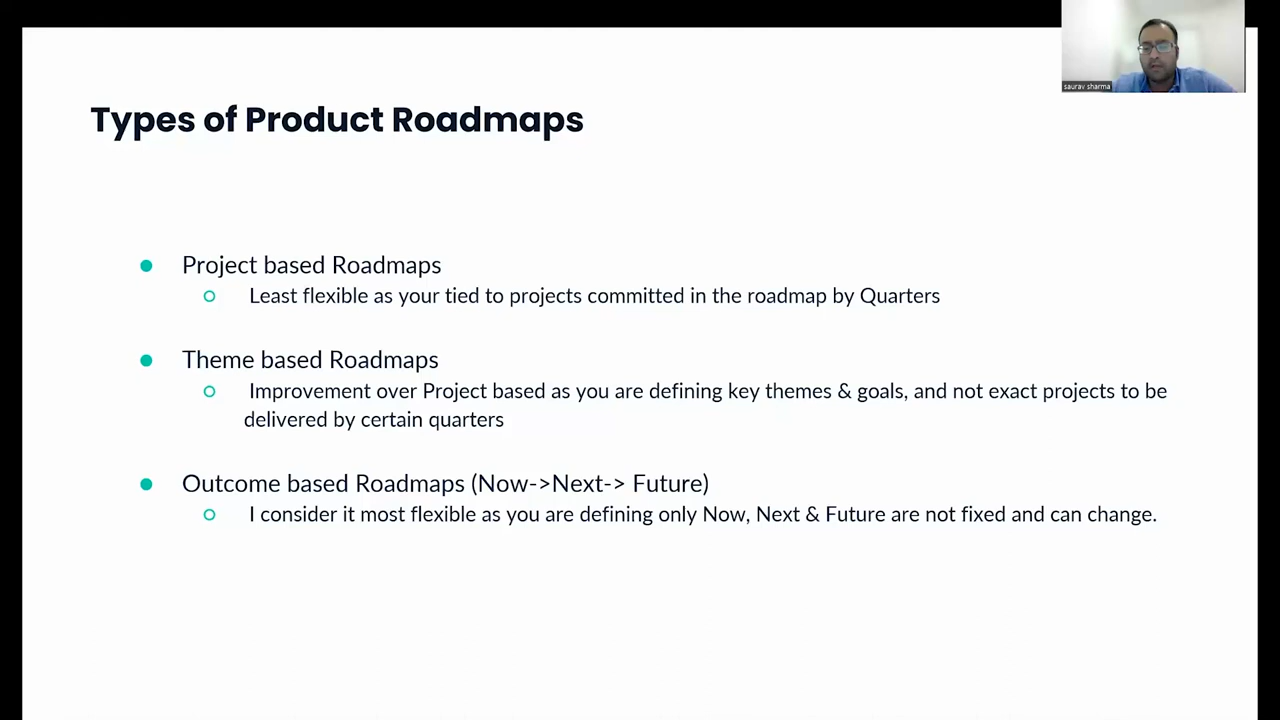 saurav sharma
Types of Product Roadmaps
Project based Roadmaps
Least flexible as your tied to projects committed in the roadmap by Quarters
Theme based Roadmaps
Improvement over Project based as you are defining key themes & goals, and not exact projects to be
delivered by certain quarters
Outcome based Roadmaps (Now->Next-> Future)
I consider it most flexible as you are defining only Now, Next & Future are not fixed and can change.